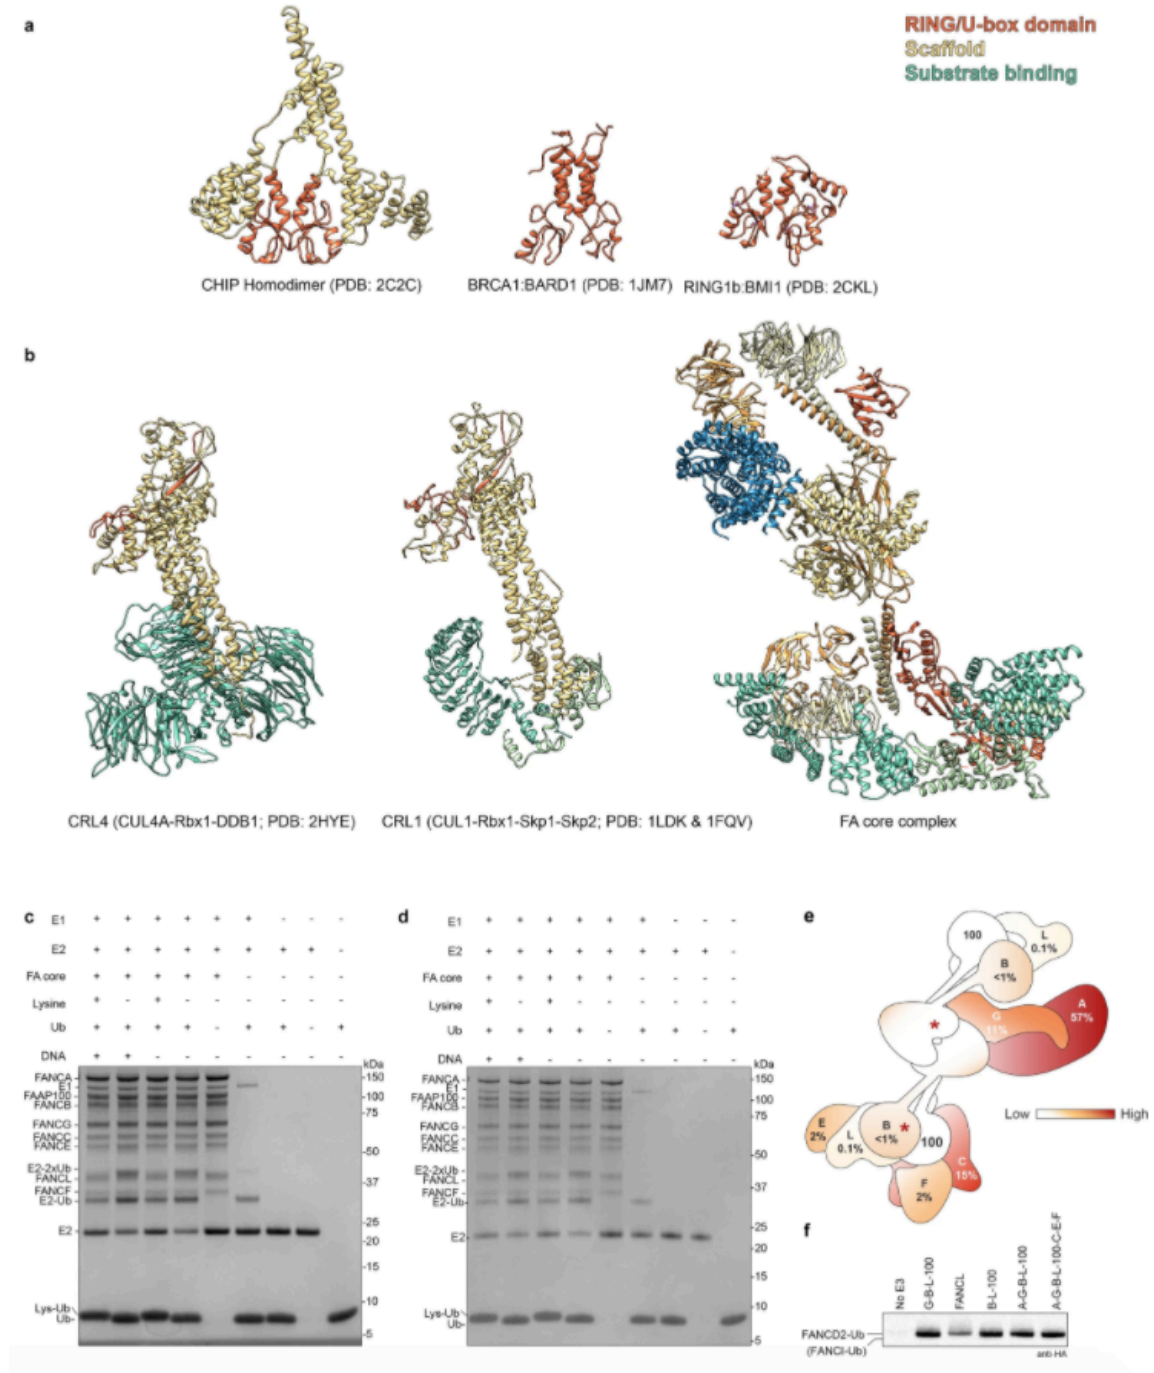 a
RING/U-box domain
Scaffold
Substrate binding
CHIP Homodimer (PDB: 2C2C) BRCA1:BARD1 (PDB: 1JM7) RING1b:BMI1 (PDB: 2CKL)
b
CRL4 (CUL4A-Rbx1-DDB1; PDB: 2HYE) CRL1 (CUL1-Rbx1-Skp1-Skp2; PDB: 1LDK & 1FQV) FA core complex
c
E1 + + + + + + - - -
E2 + + + + + + + + -
FA core + + + + + - - - -
Lysine + - + - - - - - -
Ub + + + + - + + - +
DNA + + - - - - - - -
kDa
FANCA
E1
FAAP100
FANCB
FANCG
FANCC
FANCE
E2-2xUb
FANCL
FANCF
E2-Ub
E2
Lys-Ub
Ub
150
100
75
50
37
25
20
15
10
5
d
E1 + + + + + + - - -
E2 + + + + + + + + -
FA core + + + + + - - - -
Lysine + - + - - - - - -
Ub + + + + - + + - +
DNA + + - - - - - - -
kDa
FANCA
E1
FAAP100
FANCB
FANCG
FANCC
FANCE
E2-2xUb
FANCL
FANCF
E2-Ub
E2
Lys-Ub
Ub
150
100
75
50
37
25
20
15
10
5
e
100
L
0.1%
B
<1%
G
11%
*
A
57%
Low High
E
2%
L
0.1%
B
<1%
*
100
C
15%
F
2%
f
No E3
G-B-L-100
FANCL
B-L-100
A-G-B-L-100
A-G-B-L-100-C-E-F
FANCD2-Ub
(FANCI-Ub)
anti-HA